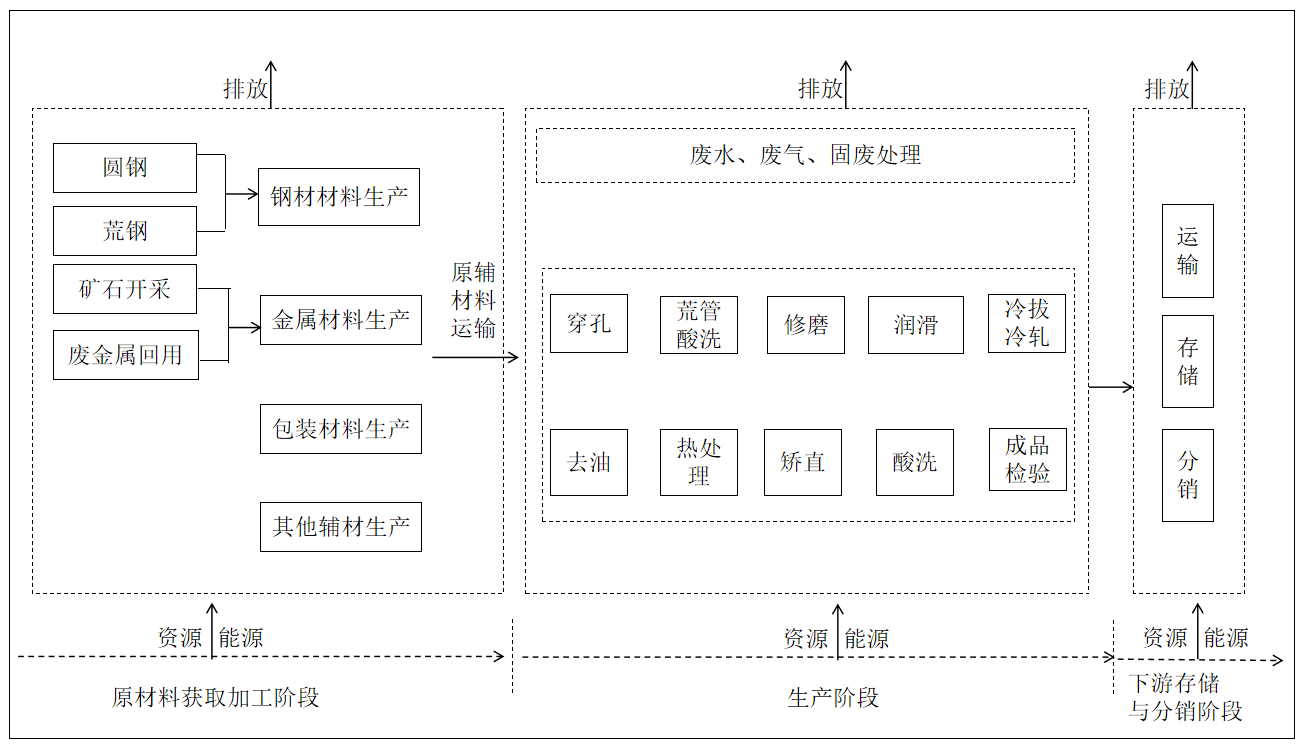 排放
排放
排放
圆钢
荒钢
矿石开采
废金属回用
钢材材料生产
金属材料生产
包装材料生产
其他辅材生产
原辅
材料
运输
废水、废气、固废处理
穿孔
荒管
酸洗
修磨
润滑
冷拔
冷轧
去油
热处
理
矫直
酸洗
成品
检验
运
输
存
储
分
销
资源 能源
资源 能源
资源 能源
原材料获取加工阶段
生产阶段
下游存储
与分销阶段